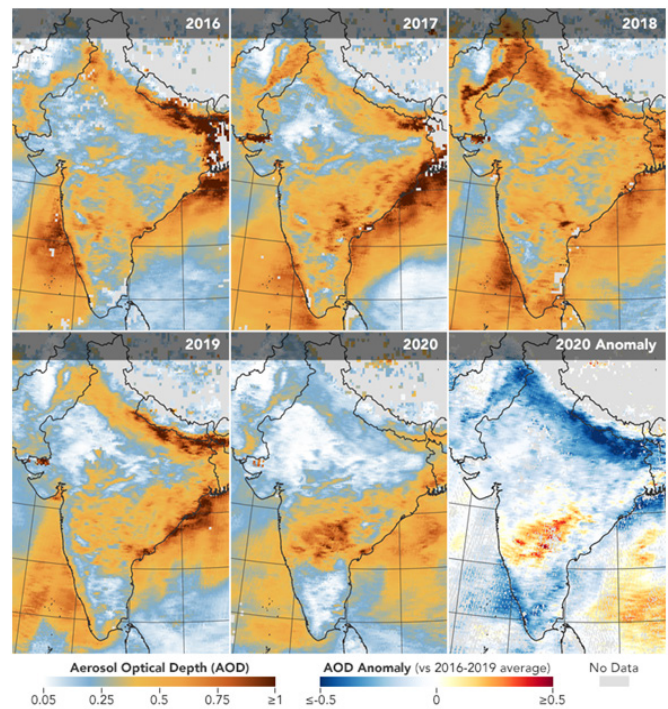 2016
2017
2018
2019
2020
2020 Anomaly
Aerosol Optical Depth (AOD)
0.05 0.25 0.5 0.75 ≥1
AOD Anomaly (vs 2016-2019 average)
≤-0.5 0 ≥0.5
No Data